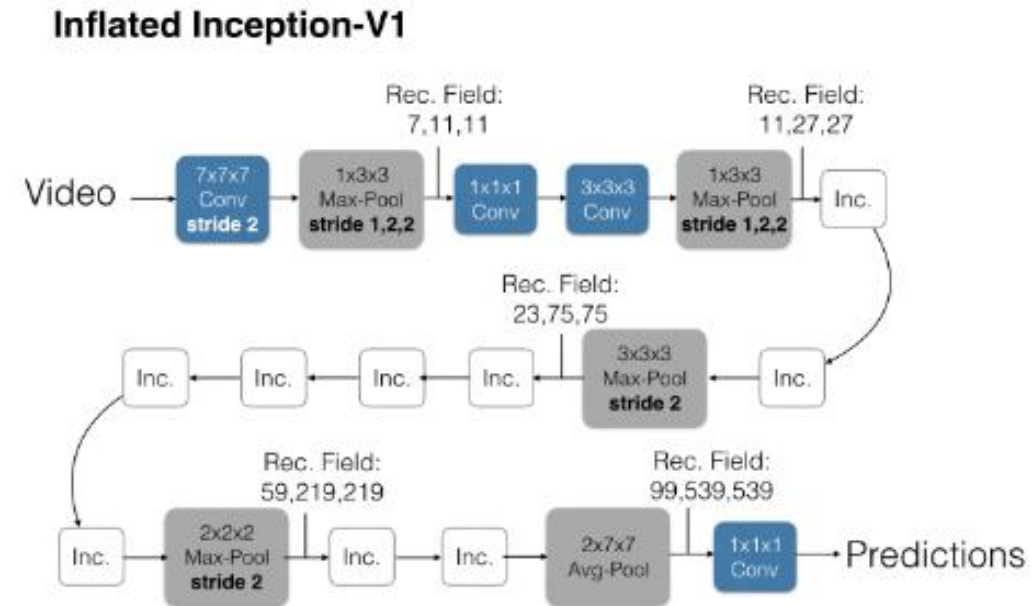 Inflated Inception-V1
Rec. Field:
7,11,11
Rec. Field:
11,27,27
Video
7x7x7
Conv
stride 2
1x3x3
Max-Pool
stride 1,2,2
1x1x1
Conv
3x3x3
Conv
1x3x3
Max-Pool
stride 1,2,2
Inc.
Rec. Field:
23,75,75
Inc.
Inc.
Inc.
Inc.
3x3x3
Max-Pool
stride 2
Inc.
Rec. Field:
59,219,219
Rec. Field:
99,539,539
Inc.
2x2x2
Max-Pool
stride 2
Inc.
Inc.
2x7x7
Avg-Pool
1x1x1
Conv
Predictions